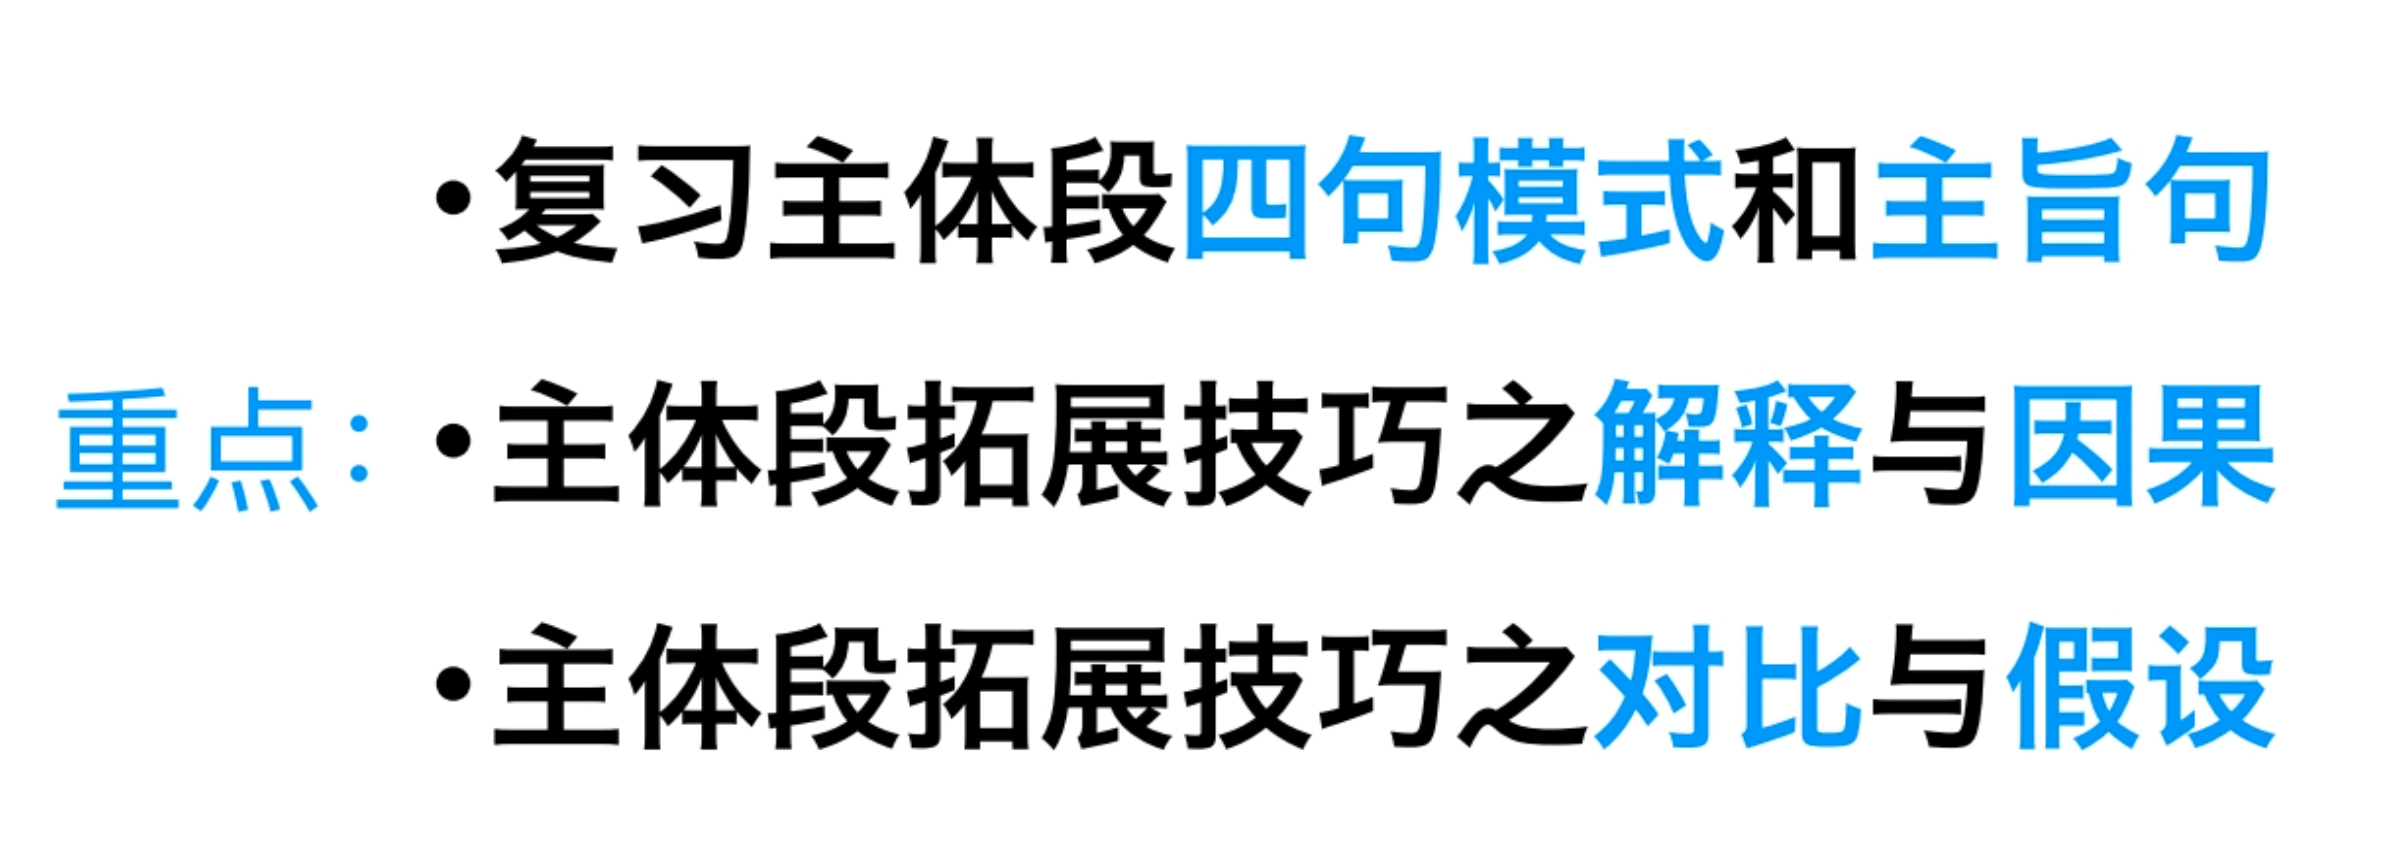 •复习主体段四句模式和主旨句
重点：•主体段拓展技巧之解释与因果
•主体段拓展技巧之对比与假设